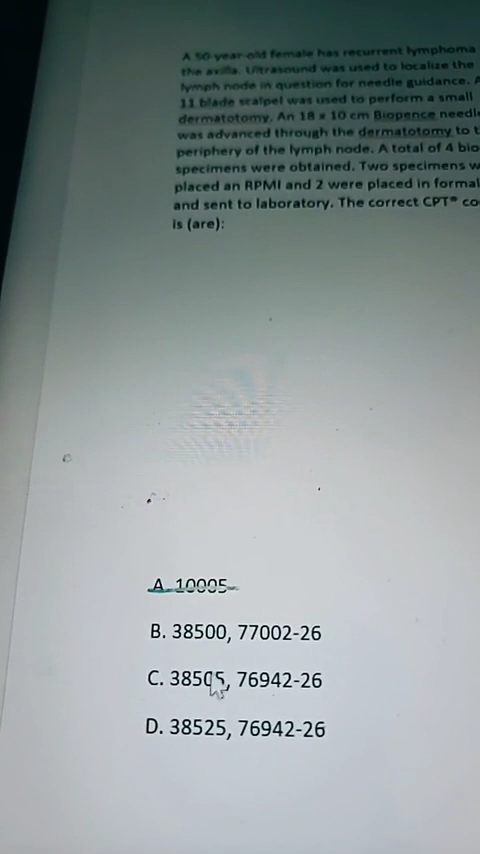 A 50-year-old female has recurrent lymphoma
the axilla. Ultrasound was used to localize the
lymph node in question for needle guidance. A
11 blade scalpel was used to perform a small
dermatotomy. An 18 x 10 cm Biopence needl
was advanced through the dermatotomy to t
periphery of the lymph node. A total of 4 bio
specimens were obtained. Two specimens w
placed an RPMI and 2 were placed in formal
and sent to laboratory. The correct CPT® co
is (are):
A. 10005
B. 38500, 77002-26
C. 38505, 76942-26
D. 38525, 76942-26